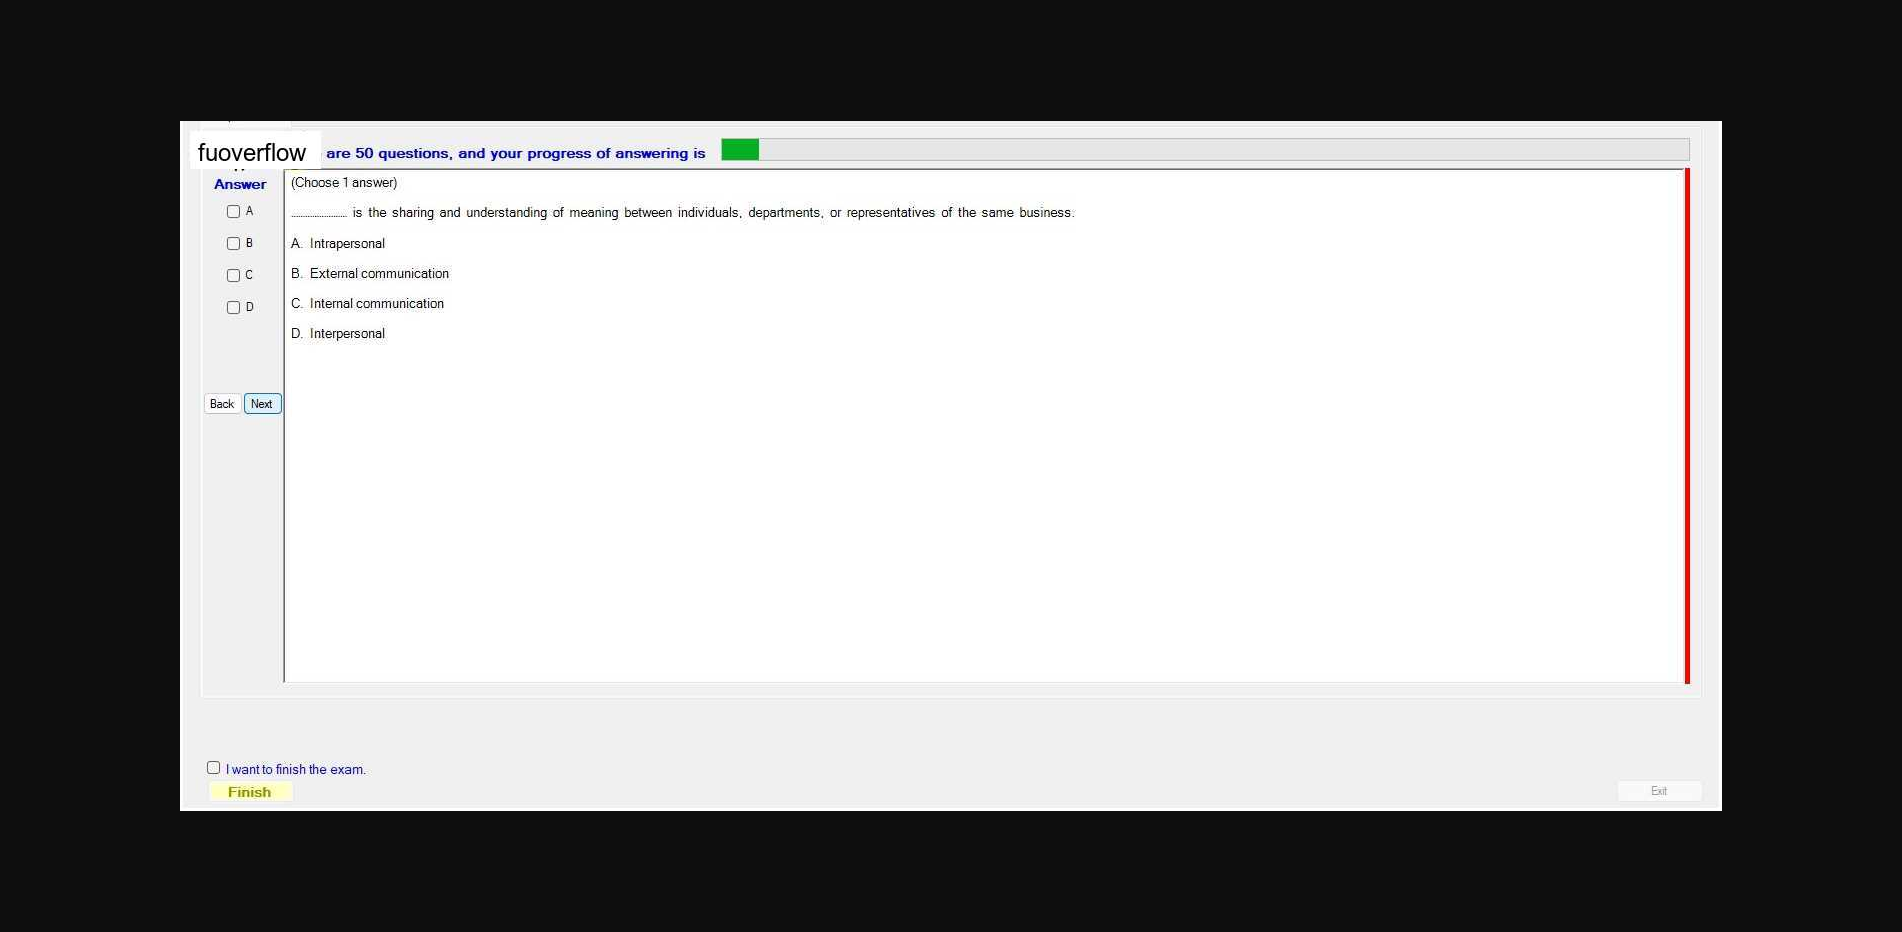 fuoverflow are 50 questions, and your progress of answering is
Answer
(Choose 1 answer)
A
........................ is the sharing and understanding of meaning between individuals, departments, or representatives of the same business.
B
A. Intrapersonal
C
B. External communication
D
C. Internal communication
D. Interpersonal
Back Next
I want to finish the exam.
Finish
Exit